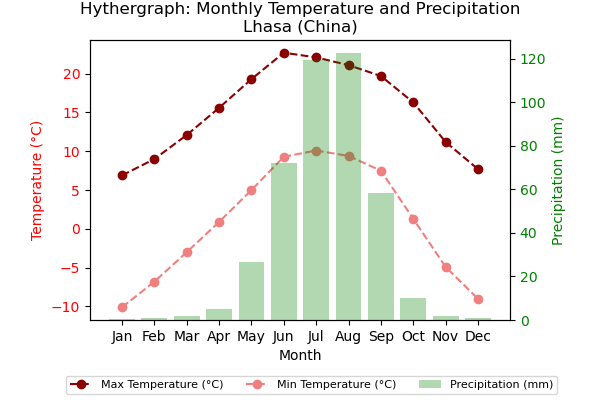 Hythergraph: Monthly Temperature and Precipitation
Lhasa (China)
Temperature (°C)
20
15
10
5
0
−5
−10
Precipitation (mm)
120
100
80
60
40
20
0
Jan Feb Mar Apr May Jun Jul Aug Sep Oct Nov Dec
Month
Max Temperature (°C) Min Temperature (°C) Precipitation (mm)